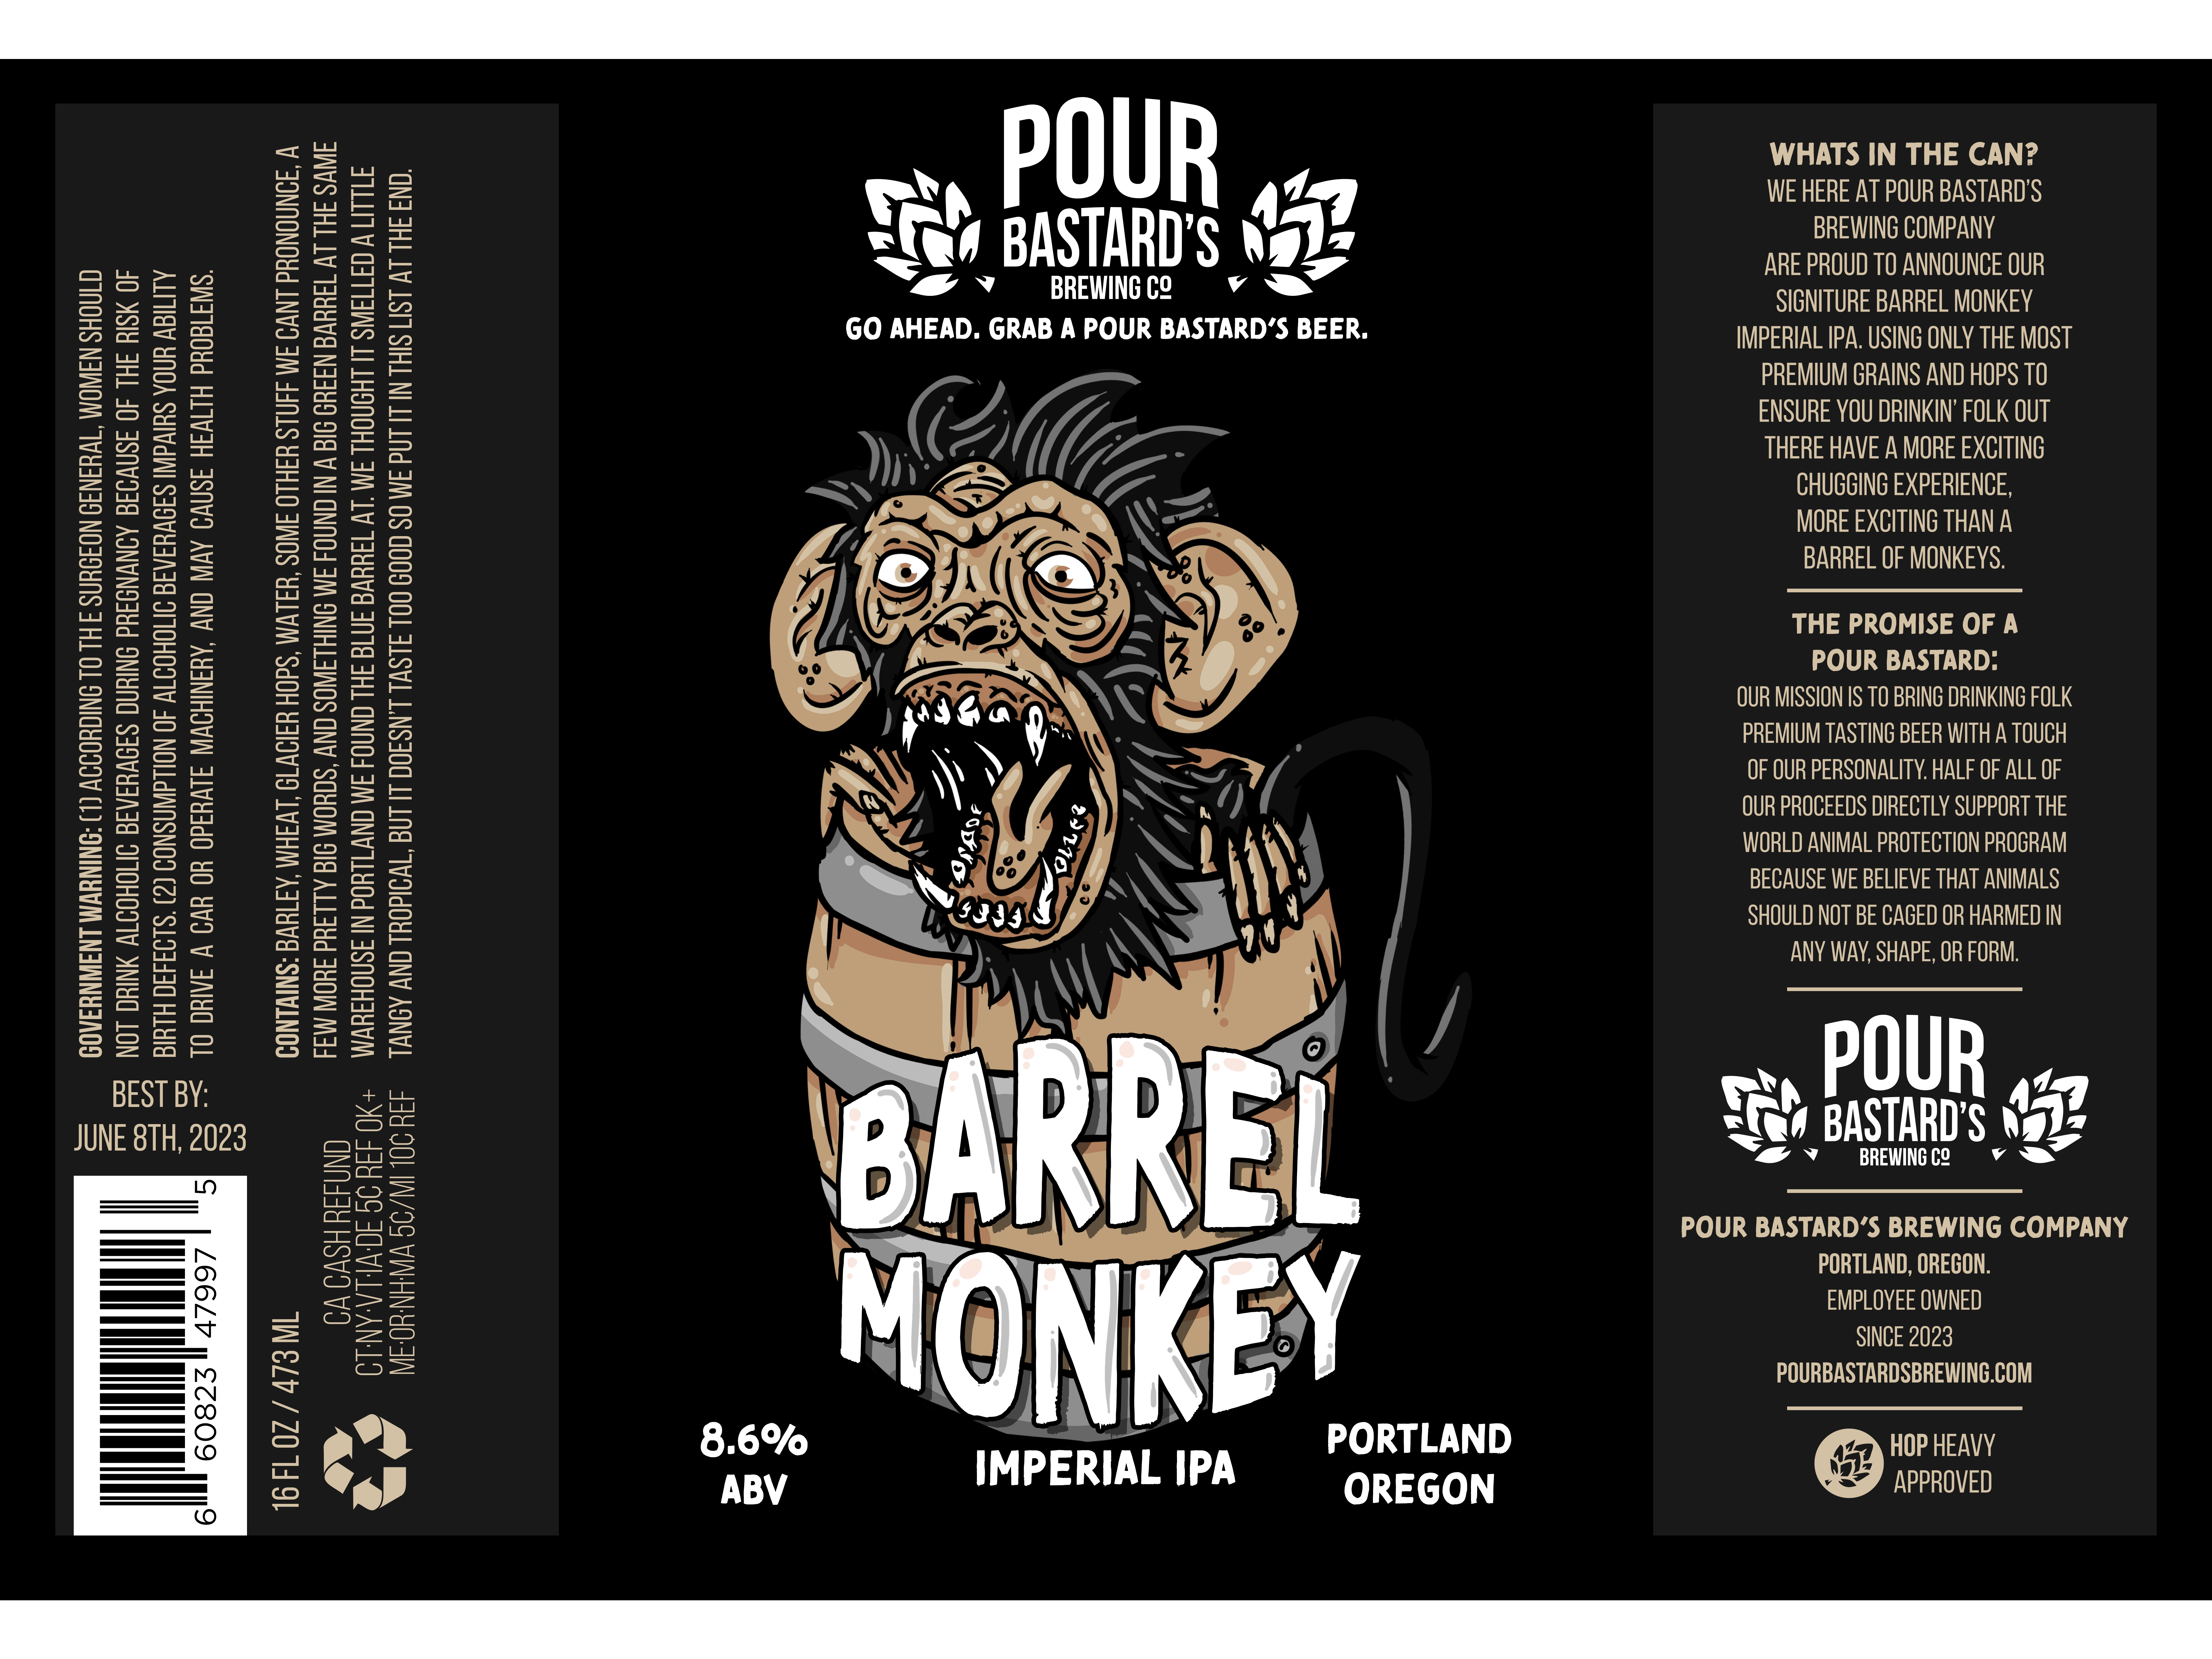 GOVERNMENT WARNING: (1) ACCORDING TO THE SURGEON GENERAL, WOMEN SHOULD
NOT DRINK ALCOHOLIC BEVERAGES DURING PREGNANCY BECAUSE OF THE RISK OF
BIRTH DEFECTS. (2) CONSUMPTION OF ALCOHOLIC BEVERAGES IMPAIRS YOUR ABILITY
TO DRIVE A CAR OR OPERATE MACHINERY, AND MAY CAUSE HEALTH PROBLEMS.
CONTAINS: BARLEY, WHEAT, GLACIER HOPS, WATER, SOME OTHER STUFF WE CANT PRONOUNCE, A
FEW MORE PRETTY BIG WORDS, AND SOMETHING WE FOUND IN A BIG GREEN BARREL AT THE SAME
WAREHOUSE IN PORTLAND WE FOUND THE BLUE BARREL AT. WE THOUGHT IT SMELLED A LITTLE
TANGY AND TROPICAL, BUT IT DOESN'T TASTE TOO GOOD SO WE PUT IT IN THIS LIST AT THE END.
BEST BY:
JUNE 8TH, 2023
6 60823 47997 5
16 FL OZ / 473 ML
CA CASH REFUND
CT·NY·VT·IA·DE 5C REF OK+
ME·OR·NH·MA 5C/MI 10C REF
POUR
BASTARD'S
BREWING CO
GO AHEAD. GRAB A POUR BASTARD'S BEER.
BARREL
MONKEY
8.6%
ABV
IMPERIAL IPA
PORTLAND
OREGON
WHATS IN THE CAN?
WE HERE AT POUR BASTARD'S
BREWING COMPANY
ARE PROUD TO ANNOUNCE OUR
SIGNITURE BARREL MONKEY
IMPERIAL IPA. USING ONLY THE MOST
PREMIUM GRAINS AND HOPS TO
ENSURE YOU DRINKIN' FOLK OUT
THERE HAVE A MORE EXCITING
CHUGGING EXPERIENCE,
MORE EXCITING THAN A
BARREL OF MONKEYS.
THE PROMISE OF A
POUR BASTARD:
OUR MISSION IS TO BRING DRINKING FOLK
PREMIUM TASTING BEER WITH A TOUCH
OF OUR PERSONALITY. HALF OF ALL OF
OUR PROCEEDS DIRECTLY SUPPORT THE
WORLD ANIMAL PROTECTION PROGRAM
BECAUSE WE BELIEVE THAT ANIMALS
SHOULD NOT BE CAGED OR HARMED IN
ANY WAY, SHAPE, OR FORM.
POUR
BASTARD'S
BREWING CO
POUR BASTARD'S BREWING COMPANY
PORTLAND, OREGON.
EMPLOYEE OWNED
SINCE 2023
POURBASTARDSBREWING.COM
HOP HEAVY
APPROVED